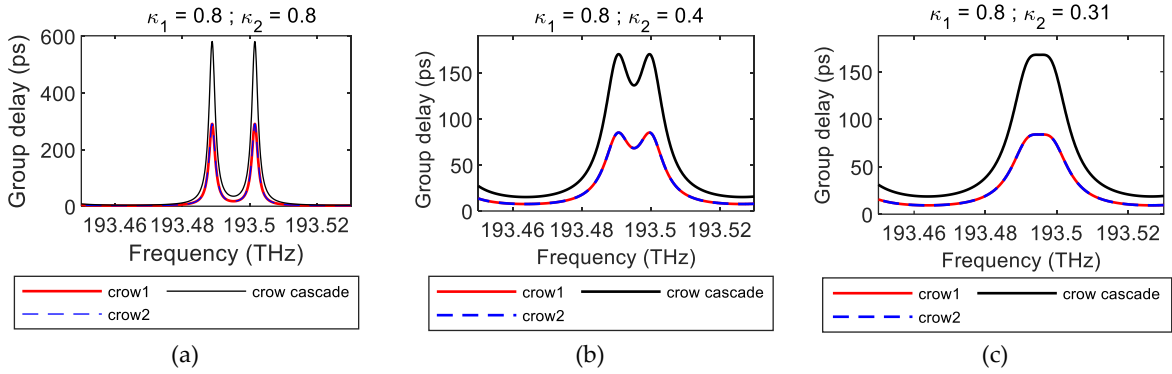 κ1 = 0.8 ; κ2 = 0.8
Group delay (ps)
600
400
200
0
193.46
193.48
193.5
193.52
Frequency (THz)
crow1
crow cascade
crow2
(a)
κ1 = 0.8 ; κ2 = 0.4
Group delay (ps)
150
100
50
0
193.46
193.48
193.5
193.52
Frequency (THz)
crow1
crow cascade
crow2
(b)
κ1 = 0.8 ; κ2 = 0.31
Group delay (ps)
150
100
50
0
193.46
193.48
193.5
193.52
Frequency (THz)
crow1
crow cascade
crow2
(c)